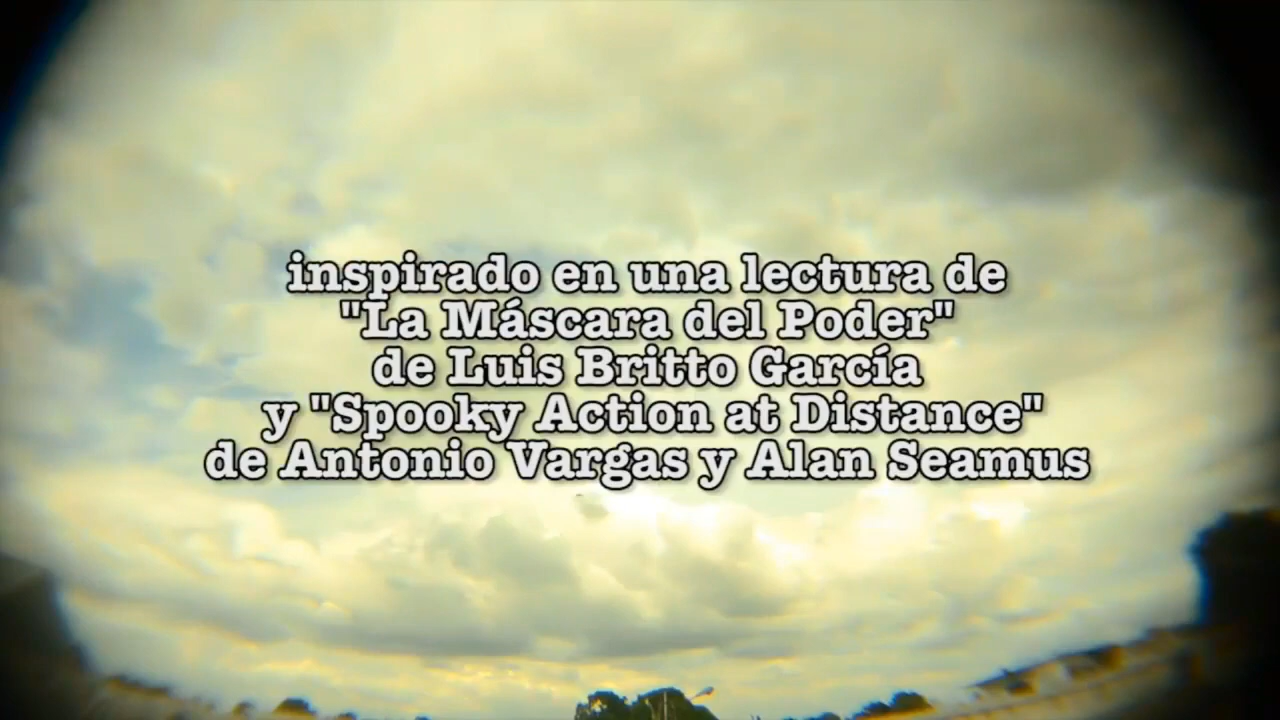 inspirado en una lectura de
"La Máscara del Poder"
de Luis Britto García
y "Spooky Action at Distance"
de Antonio Vargas y Alan Seamus